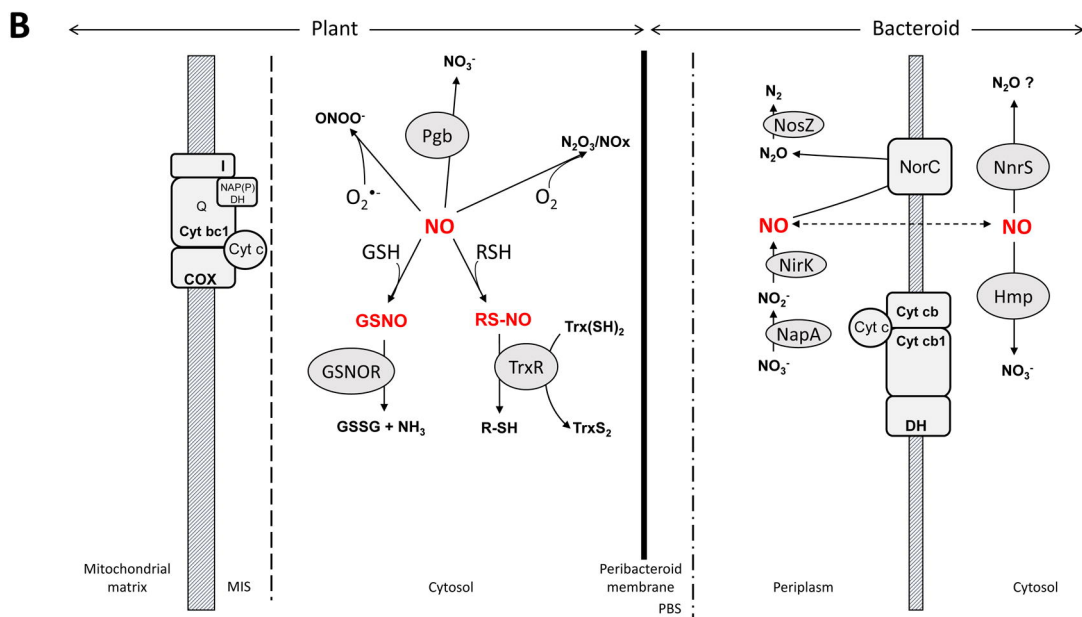 B
Plant
Bacteroid
NO₃⁻
ONOO⁻
Pgb
N₂O₃/NOx
O₂•⁻
O₂
NO
GSH
RSH
GSNO
RS-NO
Trx(SH)₂
GSNOR
TrxR
GSSG + NH₃
R-SH
TrxS₂
I
NAP(P)
DH
Q
Cyt bc1
Cyt c
COX
N₂
NosZ
N₂O
NorC
NO
NirK
NO₂⁻
NapA
NO₃⁻
Cyt c
Cyt cb
Cyt cb1
DH
N₂O ?
NnrS
NO
Hmp
NO₃⁻
Mitochondrial
matrix
MIS
Cytosol
Peribacteroid
membrane
PBS
Periplasm
Cytosol